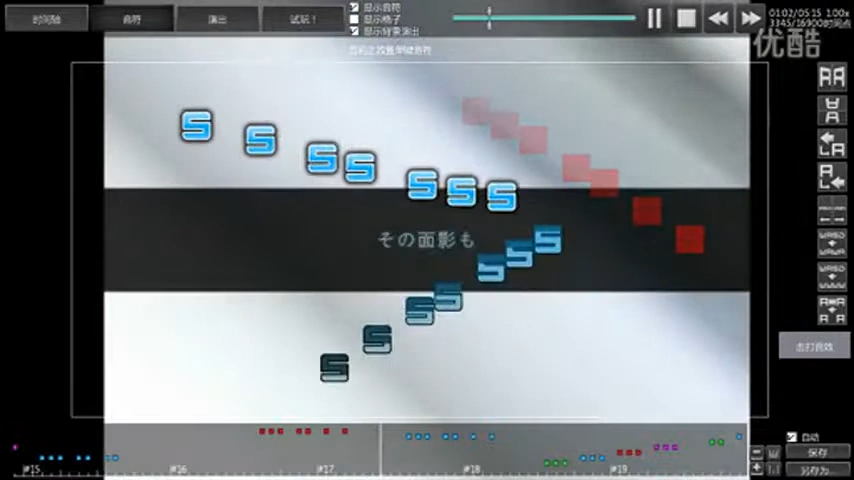 时间轴
音符
演出
试玩！
显示音符
显示格子
显示背景演出
01:02/05:15 1.00x
3345/16900时间点
优酷
S S S S S S S
その面影も
S S S S S S S S
击打音效
自动
保存
另存为...
#15 #16 #17 #18 #19